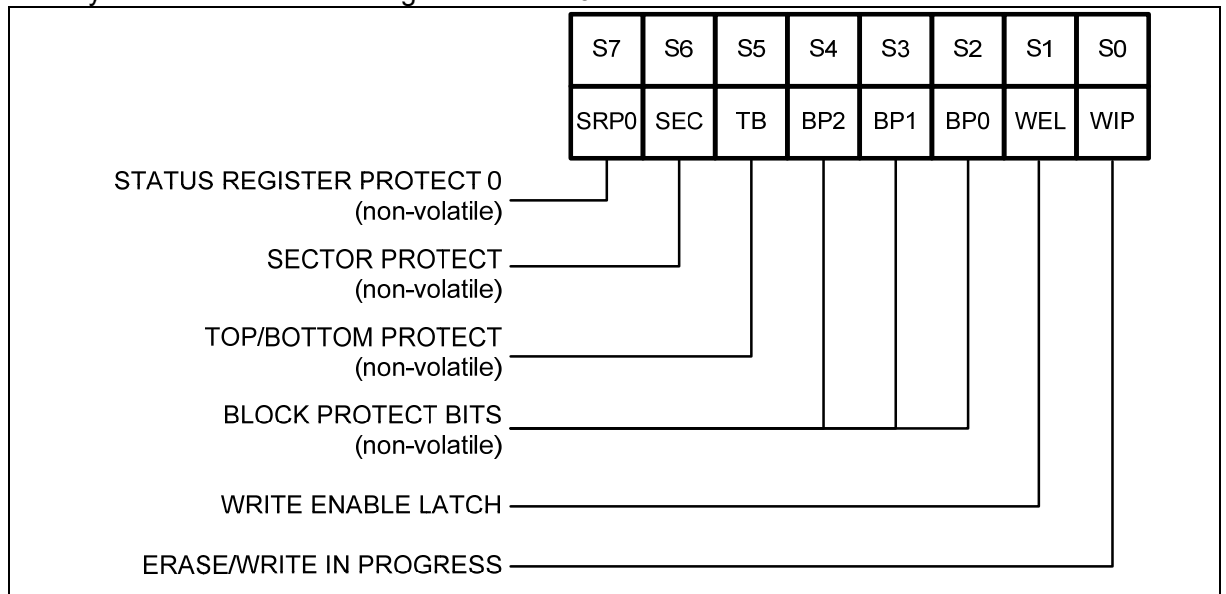 S7 S6 S5 S4 S3 S2 S1 S0
SRP0 SEC TB BP2 BP1 BP0 WEL WIP
STATUS REGISTER PROTECT 0
(non-volatile)
SECTOR PROTECT
(non-volatile)
TOP/BOTTOM PROTECT
(non-volatile)
BLOCK PROTECT BITS
(non-volatile)
WRITE ENABLE LATCH
ERASE/WRITE IN PROGRESS